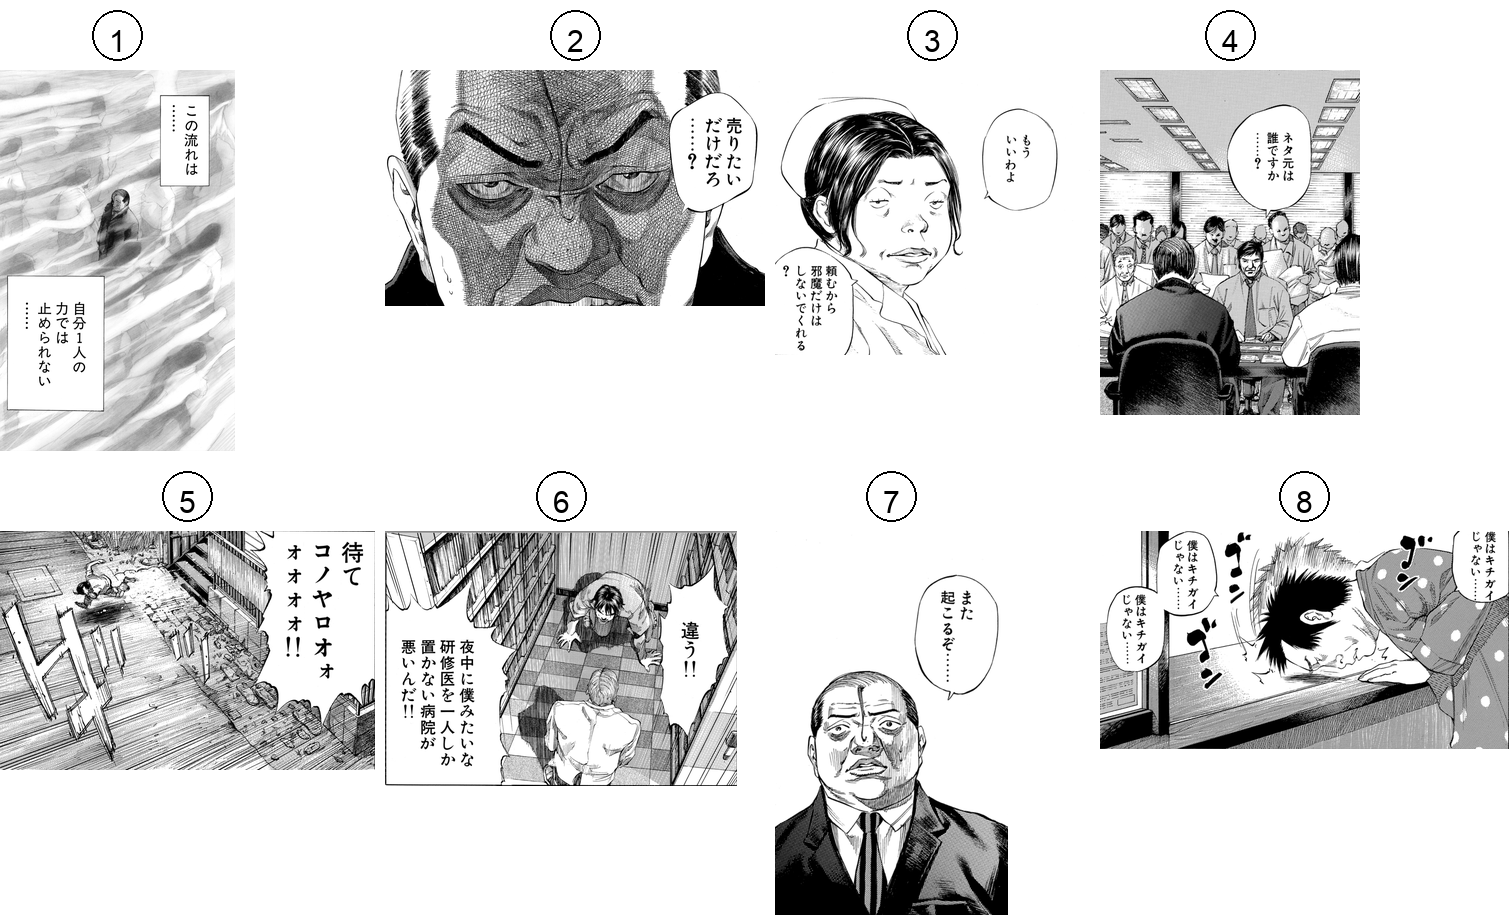 1
この流れは
……
自分1人の
力では
止められない
……
2
売りたい
だけだろ
……？
3
もう
いいわよ
頼むから
邪魔だけは
しないでくれる
？
4
ネタ元は
誰ですか
……？
5
待て
コノヤロオォ
ォオォオォ!!
6
違う!!
夜中に僕みたいな
研修医を一人しか
置かない病院が
悪いんだ!!
7
また
起こるぞ……
8
僕はキチガイ
じゃない……
ゴン
僕はキチガイ
じゃない……
ゴン
ゴン
僕はキチガイ
じゃない……